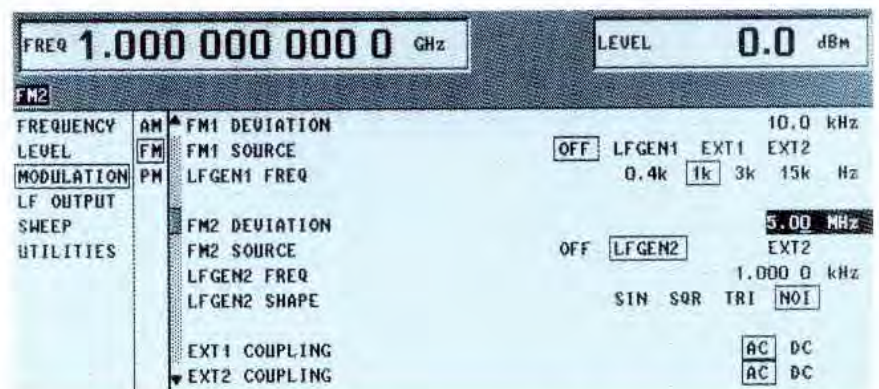 FREQ 1.000 000 000 0 GHz LEVEL 0.0 dBm
FM2
FREQUENCY AM FM1 DEVIATION 10.0 kHz
LEVEL FM FM1 SOURCE OFF LFGEN1 EXT1 EXT2
MODULATION PM LFGEN1 FREQ 0.4k 1k 3k 15k Hz
LF OUTPUT
SWEEP FM2 DEVIATION 5.00 MHz
UTILITIES FM2 SOURCE OFF LFGEN2 EXT2
LFGEN2 FREQ 1.000 0 kHz
LFGEN2 SHAPE SIN SQR TRI NOI
EXT1 COUPLING AC DC
EXT2 COUPLING AC DC